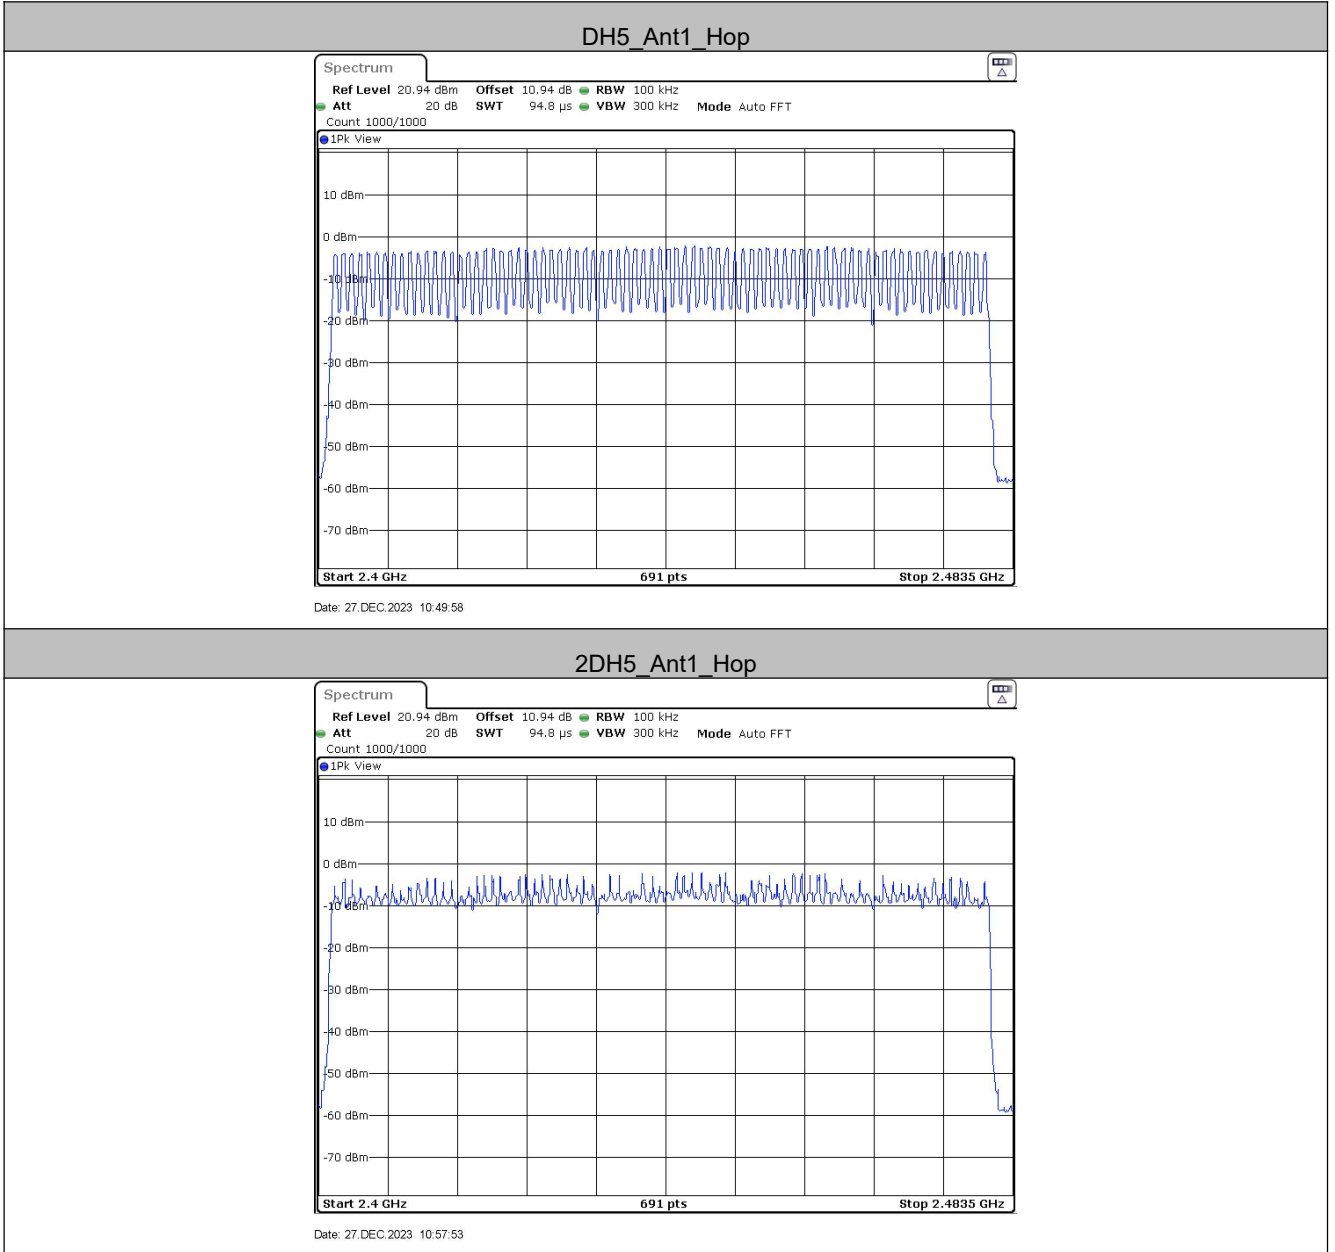 DH5_Ant1_Hop
Spectrum
Ref Level 20.94 dBm Offset 10.94 dB RBW 100 kHz
Att 20 dB SWT 94.8 µs VBW 300 kHz Mode Auto FFT
Count 1000/1000
1Pk View
10 dBm
0 dBm
-10 dBm
-20 dBm
-30 dBm
-40 dBm
-50 dBm
-60 dBm
-70 dBm
Start 2.4 GHz 691 pts Stop 2.4835 GHz
Date: 27.DEC.2023 10:49:58
2DH5_Ant1_Hop
Spectrum
Ref Level 20.94 dBm Offset 10.94 dB RBW 100 kHz
Att 20 dB SWT 94.8 µs VBW 300 kHz Mode Auto FFT
Count 1000/1000
1Pk View
10 dBm
0 dBm
-10 dBm
-20 dBm
-30 dBm
-40 dBm
-50 dBm
-60 dBm
-70 dBm
Start 2.4 GHz 691 pts Stop 2.4835 GHz
Date: 27.DEC.2023 10:57:53